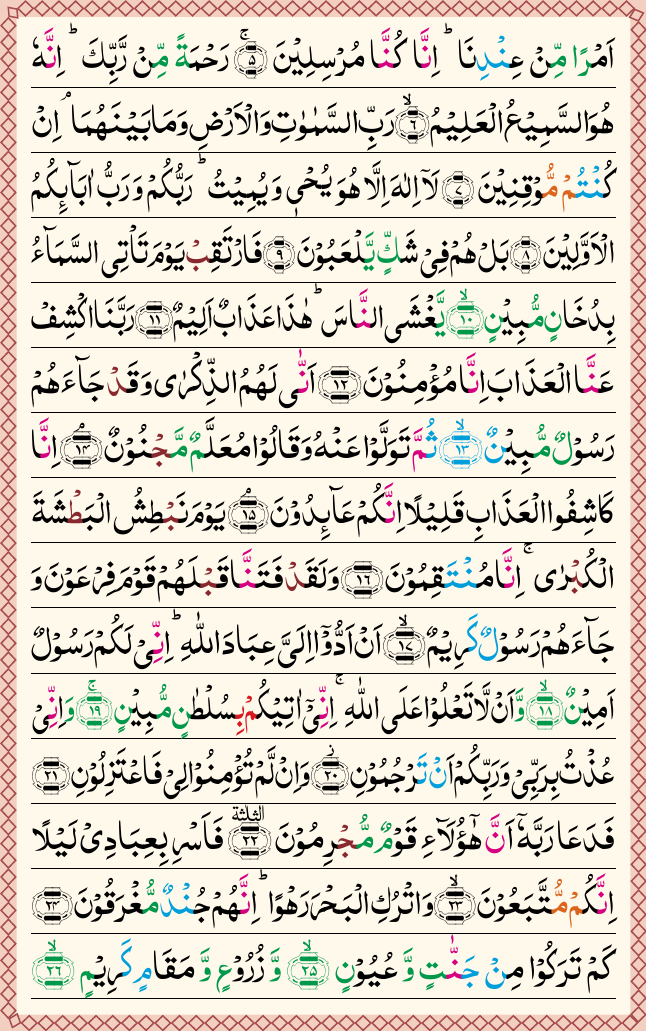 اَمْرًا مِّنْ عِنْدِنَا ؕ اِنَّا كُنَّا مُرْسِلِيْنَ ۚ‏﴿۵﴾ رَحْمَةً مِّنْ رَّبِّكَ ؕ اِنَّهٗ
هُوَ السَّمِيْعُ الْعَلِيْمُ ۙ‏﴿۶﴾ رَبِّ السَّمٰوٰتِ وَالْاَرْضِ وَمَا بَيْنَهُمَا ۘ اِنْ
كُنْتُمْ مُّوْقِنِيْنَ ﴿۷﴾ لَاۤ اِلٰهَ اِلَّا هُوَ يُحْىٖ وَيُمِيْتُ ؕ رَبُّكُمْ وَرَبُّ اٰبَآئِكُمُ
الْاَوَّلِيْنَ ﴿۸﴾ بَلْ هُمْ فِىْ شَكٍّ يَّلْعَبُوْنَ ﴿۹﴾ فَارْتَقِبْ يَوْمَ تَاْتِى السَّمَآءُ
بِدُخَانٍ مُّبِيْنٍ ۙ‏﴿۱۰﴾ يَّغْشَى النَّاسَ ؕ هٰذَا عَذَابٌ اَلِيْمٌ ﴿۱۱﴾ رَبَّنَا اكْشِفْ
عَنَّا الْعَذَابَ اِنَّا مُؤْمِنُوْنَ ﴿۱۲﴾ اَنّٰى لَهُمُ الذِّكْرٰى وَقَدْ جَآءَهُمْ
رَسُوْلٌ مُّبِيْنٌ ۙ‏﴿۱۳﴾ ثُمَّ تَوَلَّوْا عَنْهُ وَقَالُوْا مُعَلَّمٌ مَّجْنُوْنٌ ۘ‏﴿۱۴﴾ اِنَّا
كَاشِفُوا الْعَذَابِ قَلِيْلًا اِنَّكُمْ عَآئِدُوْنَ ۘ‏﴿۱۵﴾ يَوْمَ نَبْطِشُ الْبَطْشَةَ
الْكُبْرٰى ۚ اِنَّا مُنْتَقِمُوْنَ ﴿۱۶﴾ وَلَقَدْ فَتَنَّا قَبْلَهُمْ قَوْمَ فِرْعَوْنَ وَ
جَآءَهُمْ رَسُوْلٌ كَرِيْمٌ ۙ‏﴿۱۷﴾ اَنْ اَدُّوْۤا اِلَىَّ عِبَادَ اللّٰهِ ؕ اِنِّىْ لَكُمْ رَسُوْلٌ
اَمِيْنٌ ۙ‏﴿۱۸﴾ وَّاَنْ لَّا تَعْلُوْا عَلَى اللّٰهِ ۚ اِنِّىْۤ اٰتِيْكُمْ بِسُلْطٰنٍ مُّبِيْنٍ ۚ‏﴿۱۹﴾ وَاِنِّىْ
عُذْتُ بِرَبِّىْ وَرَبِّكُمْ اَنْ تَرْجُمُوْنِ ‏﴿۲۰﴾ وَاِنْ لَّمْ تُؤْمِنُوْا لِىْ فَاعْتَزِلُوْنِ ﴿۲۱﴾
فَدَعَا رَبَّهٗۤ اَنَّ هٰٓؤُلَآءِ قَوْمٌ مُّجْرِمُوْنَ ﴿۲۲﴾ الثلثة فَاَسْرِ بِعِبَادِىْ لَيْلًا
اِنَّكُمْ مُّتَّبَعُوْنَ ۙ‏﴿۲۳﴾ وَاتْرُكِ الْبَحْرَ رَهْوًا ؕ اِنَّهُمْ جُنْدٌ مُّغْرَقُوْنَ ﴿۲۴﴾
كَمْ تَرَكُوْا مِنْ جَنّٰتٍ وَّ عُيُوْنٍ ۙ‏﴿۲۵﴾ وَّ زُرُوْعٍ وَّ مَقَامٍ كَرِيْمٍ ۙ‏﴿۲۶﴾